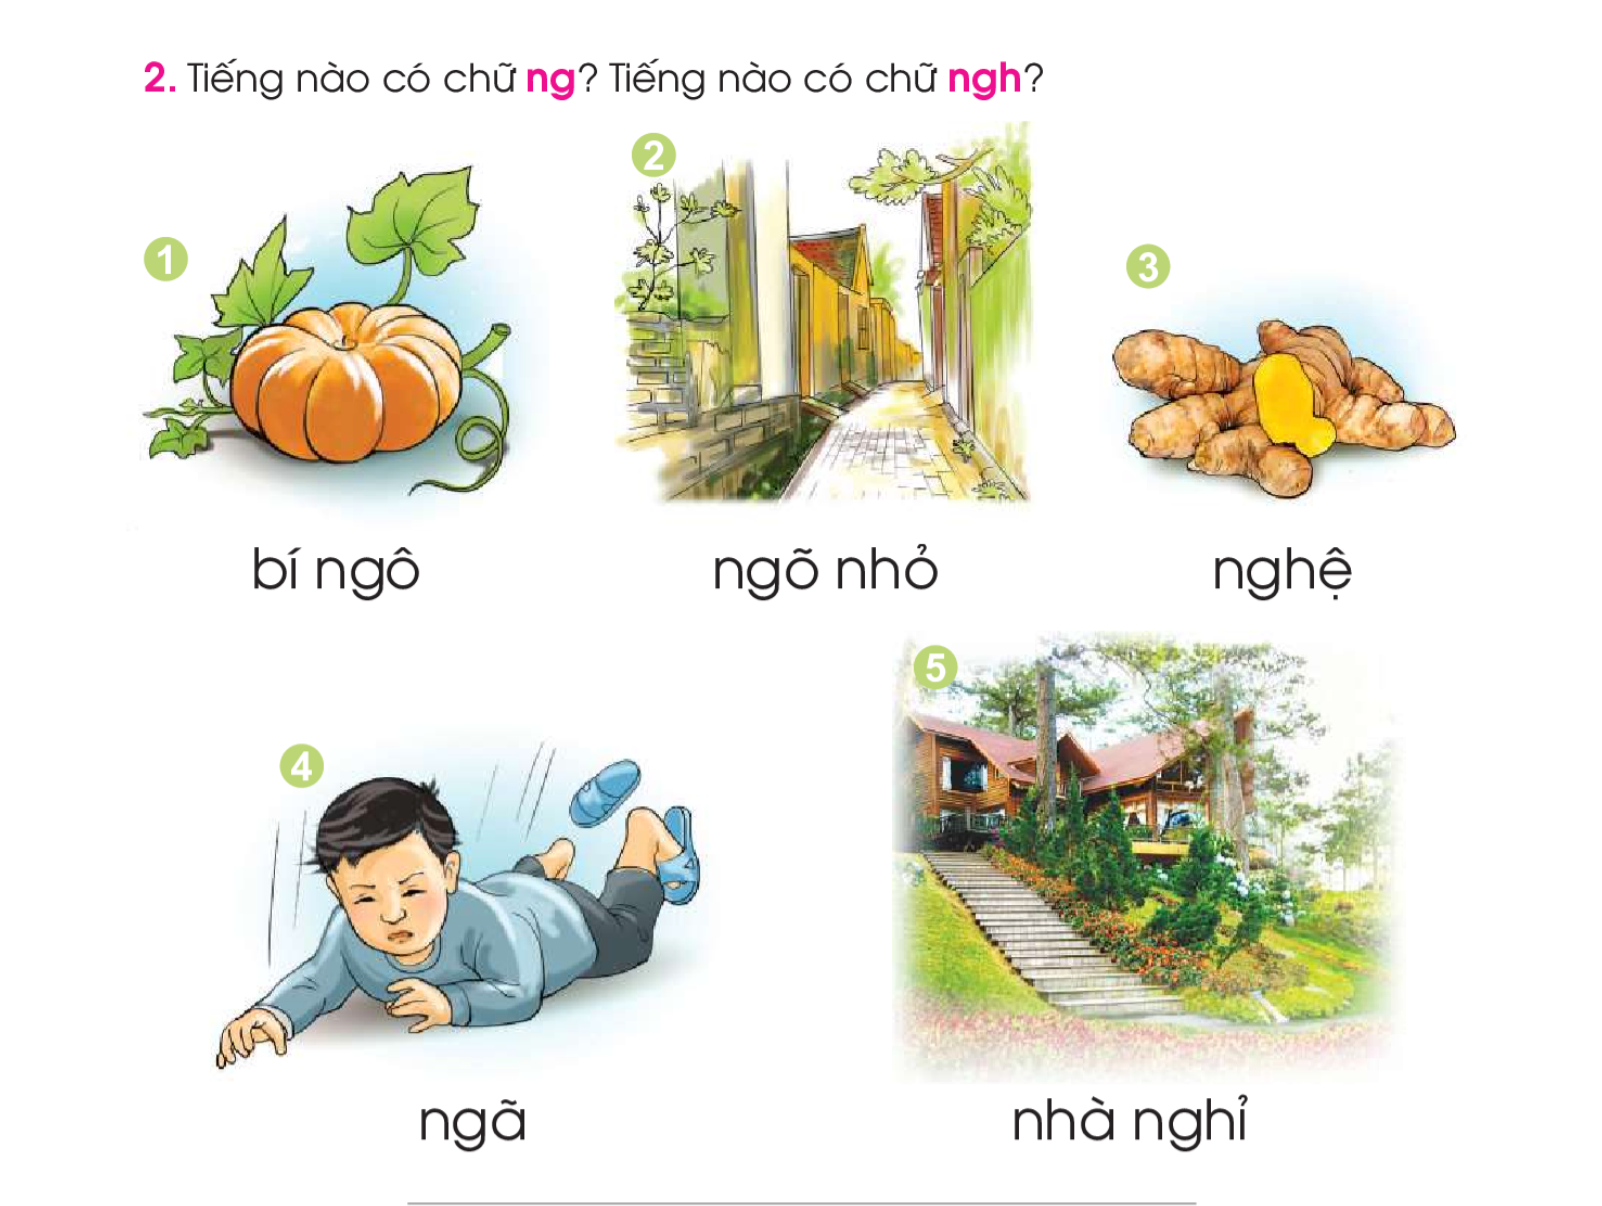 2. Tiếng nào có chữ ng? Tiếng nào có chữ ngh?
1
2
3
bí ngô
ngõ nhỏ
nghệ
4
5
ngã
nhà nghỉ